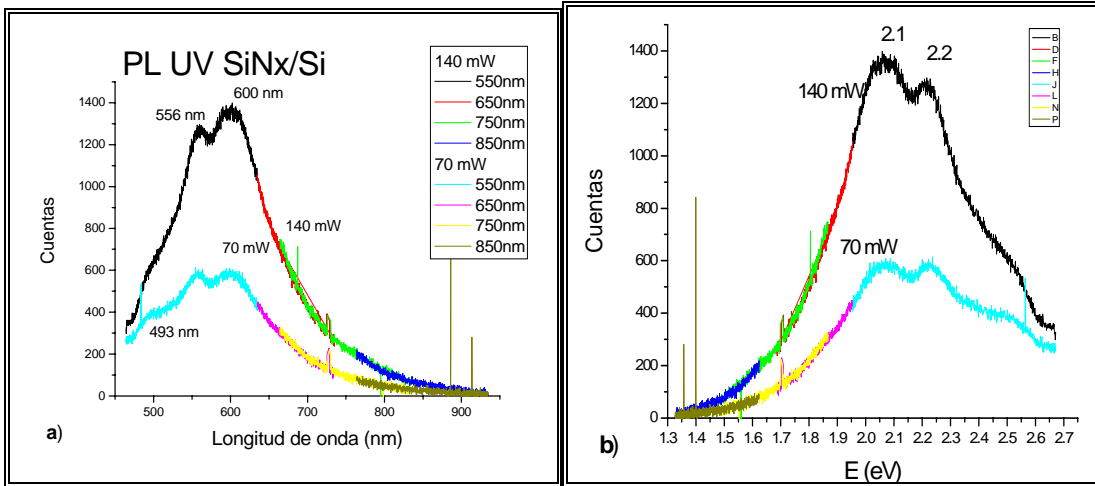 PL UV SiNx/Si
600 nm
556 nm
140 mW
550nm
650nm
750nm
850nm
70 mW
550nm
650nm
750nm
850nm
140 mW
70 mW
493 nm
Cuentas
1400
1200
1000
800
600
400
200
0
500 600 700 800 900
Longitud de onda (nm)
a)
2.1
2.2
140 mW
70 mW
B
D
F
H
J
L
N
P
Cuentas
1400
1200
1000
800
600
400
200
0
1.3 1.4 1.5 1.6 1.7 1.8 1.9 2.0 2.1 2.2 2.3 2.4 2.5 2.6 2.7
E (eV)
b)